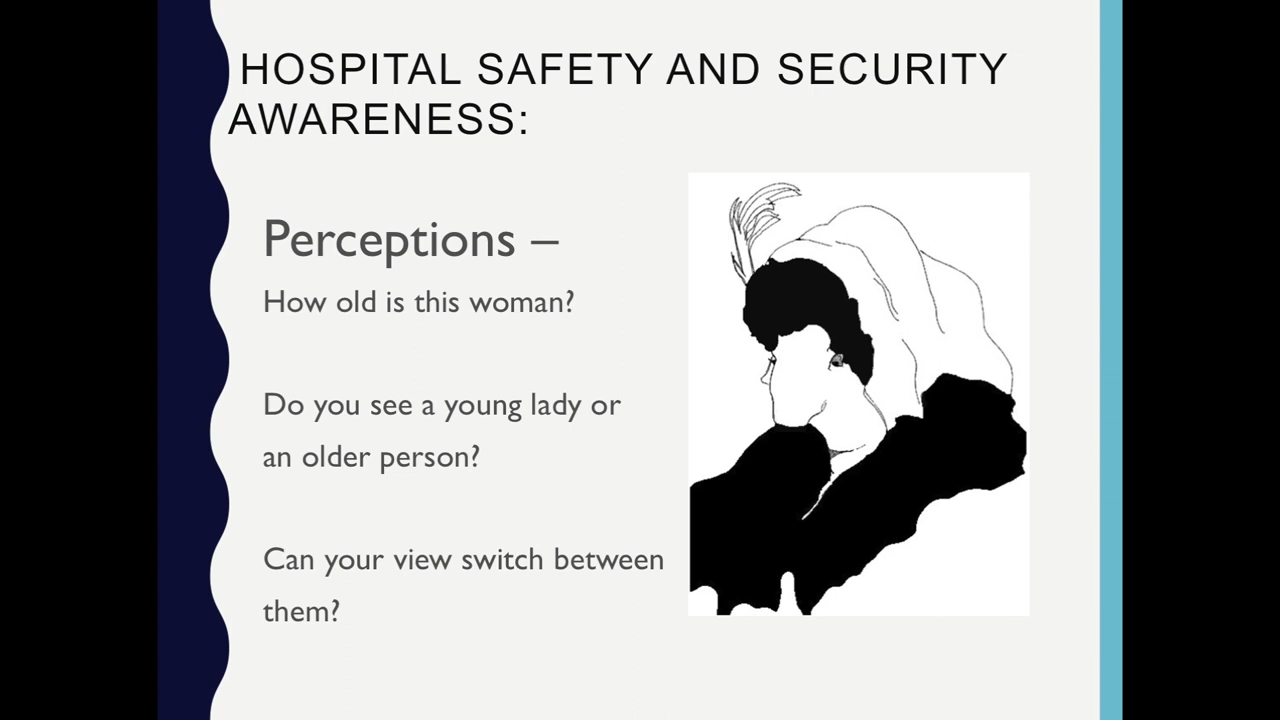 HOSPITAL SAFETY AND SECURITY
AWARENESS:
Perceptions –
How old is this woman?
Do you see a young lady or
an older person?
Can your view switch between
them?